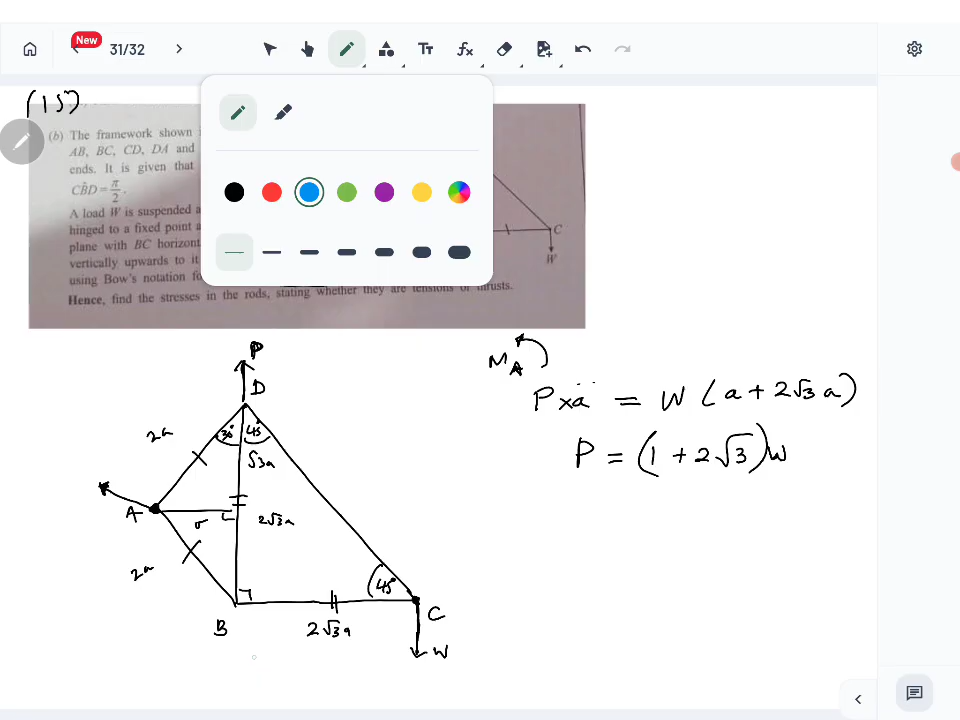 New
31/32
Tт
fx
(15)
(b) The framework shown
AB, BC, CD, DA and
ends. It is given that
CB̂D = π/2.
A load W is suspended a
hinged to a fixed point a
plane with BC horizont
vertically upwards to it
using Bow's notation fo
Hence, find the stresses in the rods, stating whether they are tensions or thrusts.
C
W
P
D
30° 45°
2a
√3a
A
a
2√3a
2a
45°
B
2√3a
C
W
M_A
P×a = W (a + 2√3 a)
P = (1 + 2√3)W